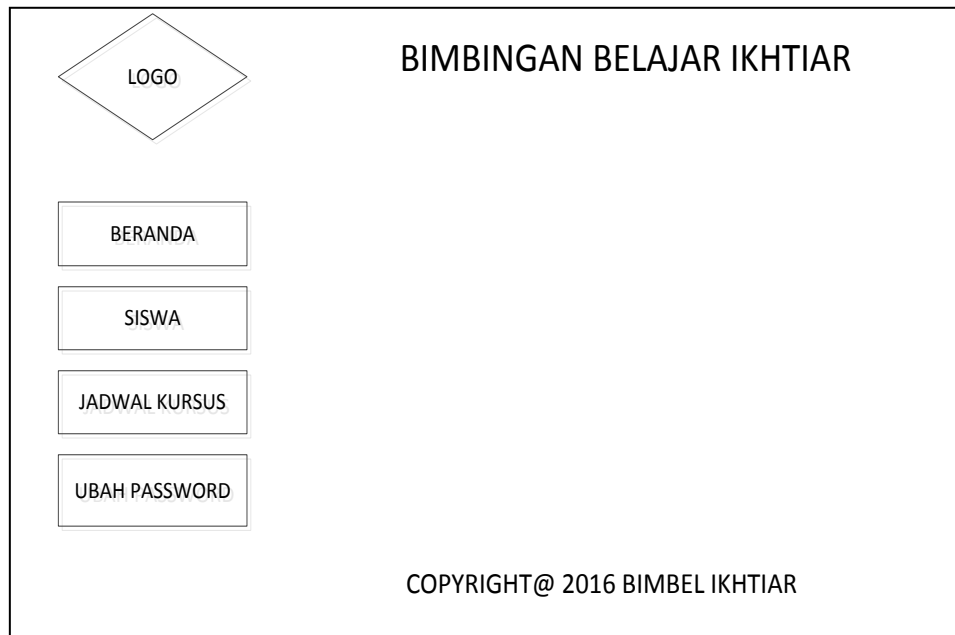 LOGO
BIMBINGAN BELAJAR IKHTIAR
BERANDA
SISWA
JADWAL KURSUS
UBAH PASSWORD
COPYRIGHT@ 2016 BIMBEL IKHTIAR